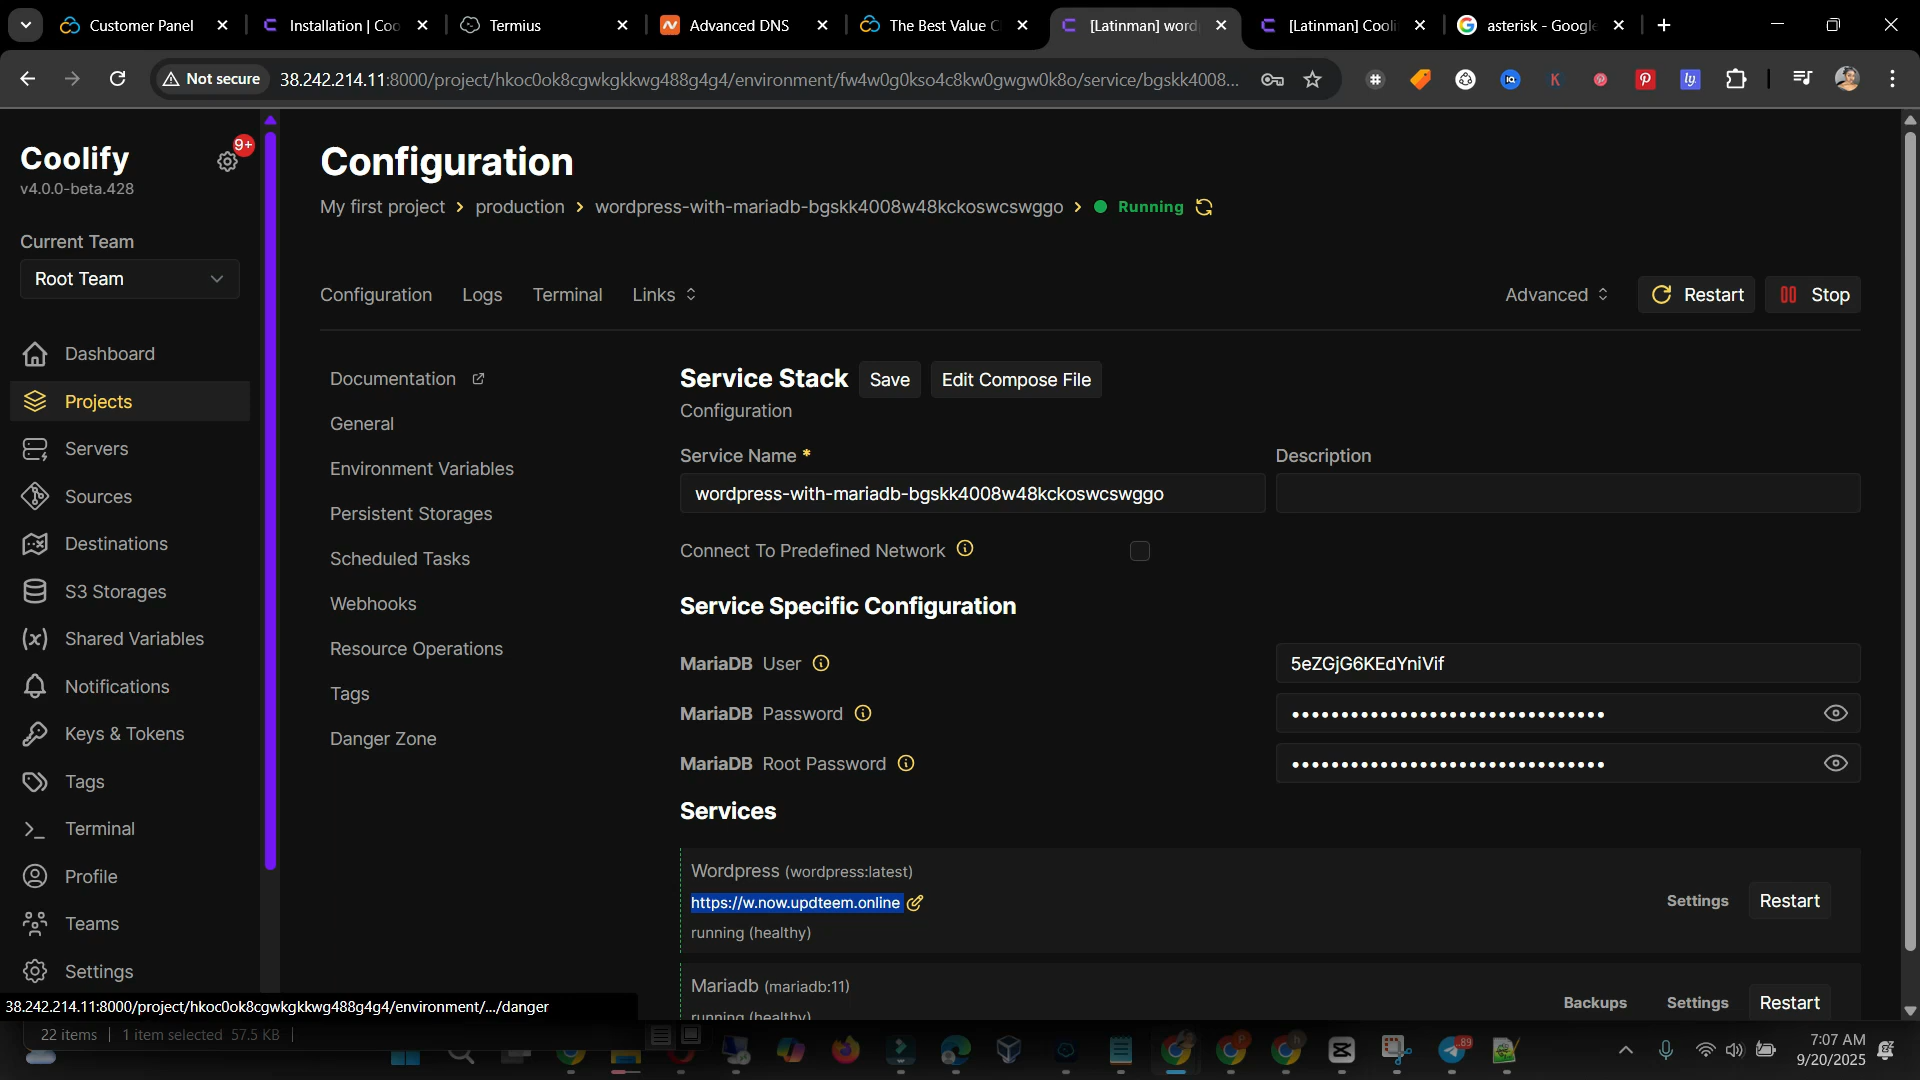 Customer Panel
Installation | Coo
Termius
Advanced DNS
The Best Value C
[Latinman] word
[Latinman] Cooli
asterisk - Google
Not secure
38.242.214.11:8000/project/hkoc0ok8cgwkgkkwg488g4g4/environment/fw4w0g0kso4c8kw0gwgw0k8o/service/bgskk4008...
Coolify
9+
v4.0.0-beta.428
Current Team
Root Team
Dashboard
Projects
Servers
Sources
Destinations
S3 Storages
Shared Variables
Notifications
Keys & Tokens
Tags
Terminal
Profile
Teams
Settings
Configuration
My first project > production > wordpress-with-mariadb-bgskk4008w48kckoswcswggo > Running
Configuration Logs Terminal Links
Advanced Restart Stop
Documentation
General
Environment Variables
Persistent Storages
Scheduled Tasks
Webhooks
Resource Operations
Tags
Danger Zone
Service Stack Save Edit Compose File
Configuration
Service Name * Description
wordpress-with-mariadb-bgskk4008w48kckoswcswggo
Connect To Predefined Network
Service Specific Configuration
MariaDB User 5eZGjG6KEdYniVif
MariaDB Password
MariaDB Root Password
Services
Wordpress (wordpress:latest)
https://w.now.updteem.online
running (healthy)
Settings Restart
Mariadb (mariadb:11)
running (healthy)
Backups Settings Restart
38.242.214.11:8000/project/hkoc0ok8cgwkgkkwg488g4g4/environment/.../danger
22 items 1 item selected 57.5 KB
89
7:07 AM
9/20/2025